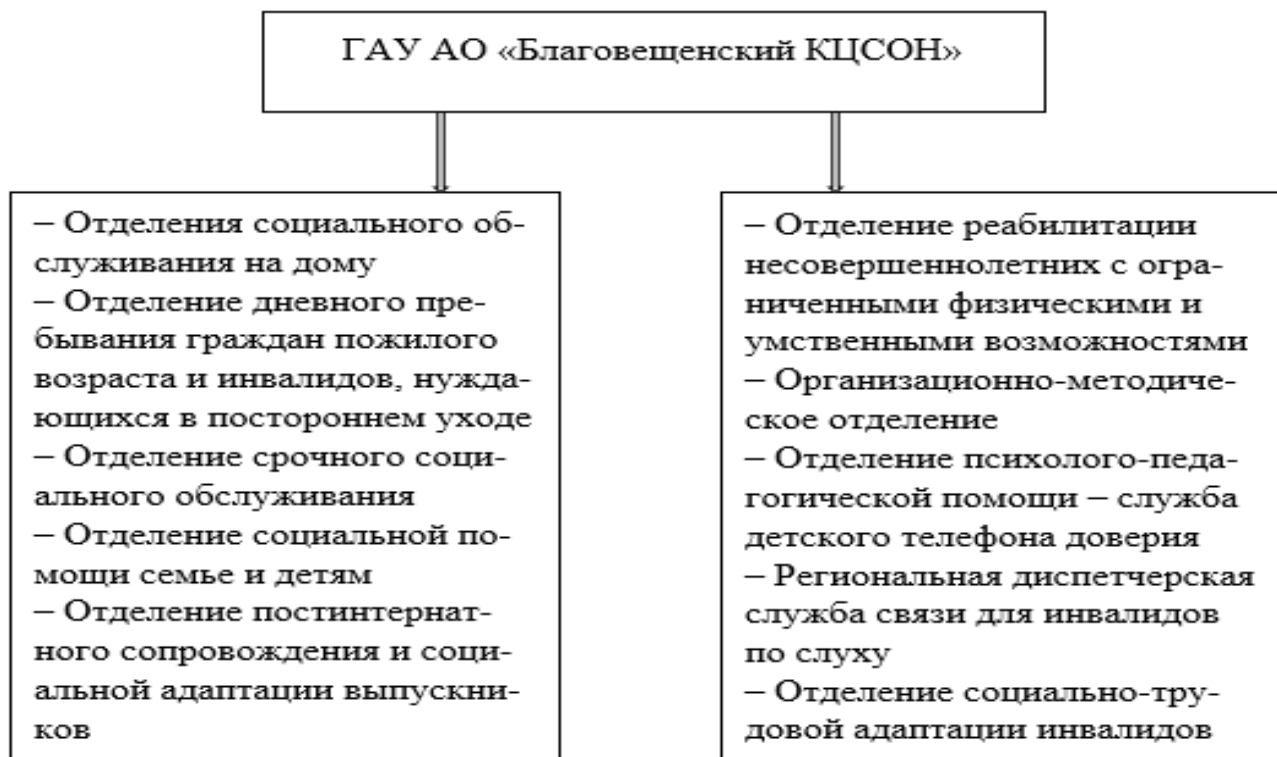 ГАУ АО «Благовещенский КЦСОН»
– Отделения социального об-
служивания на дому
– Отделение дневного пре-
бывания граждан пожилого
возраста и инвалидов, нужда-
ющихся в постороннем уходе
– Отделение срочного соци-
ального обслуживания
– Отделение социальной по-
мощи семье и детям
– Отделение постинтернат-
ного сопровождения и соци-
альной адаптации выпускни-
ков
– Отделение реабилитации
несовершеннолетних с огра-
ниченными физическими и
умственными возможностями
– Организационно-методиче-
ское отделение
– Отделение психолого-педа-
гогической помощи – служба
детского телефона доверия
– Региональная диспетчерская
служба связи для инвалидов
по слуху
– Отделение социально-тру-
довой адаптации инвалидов